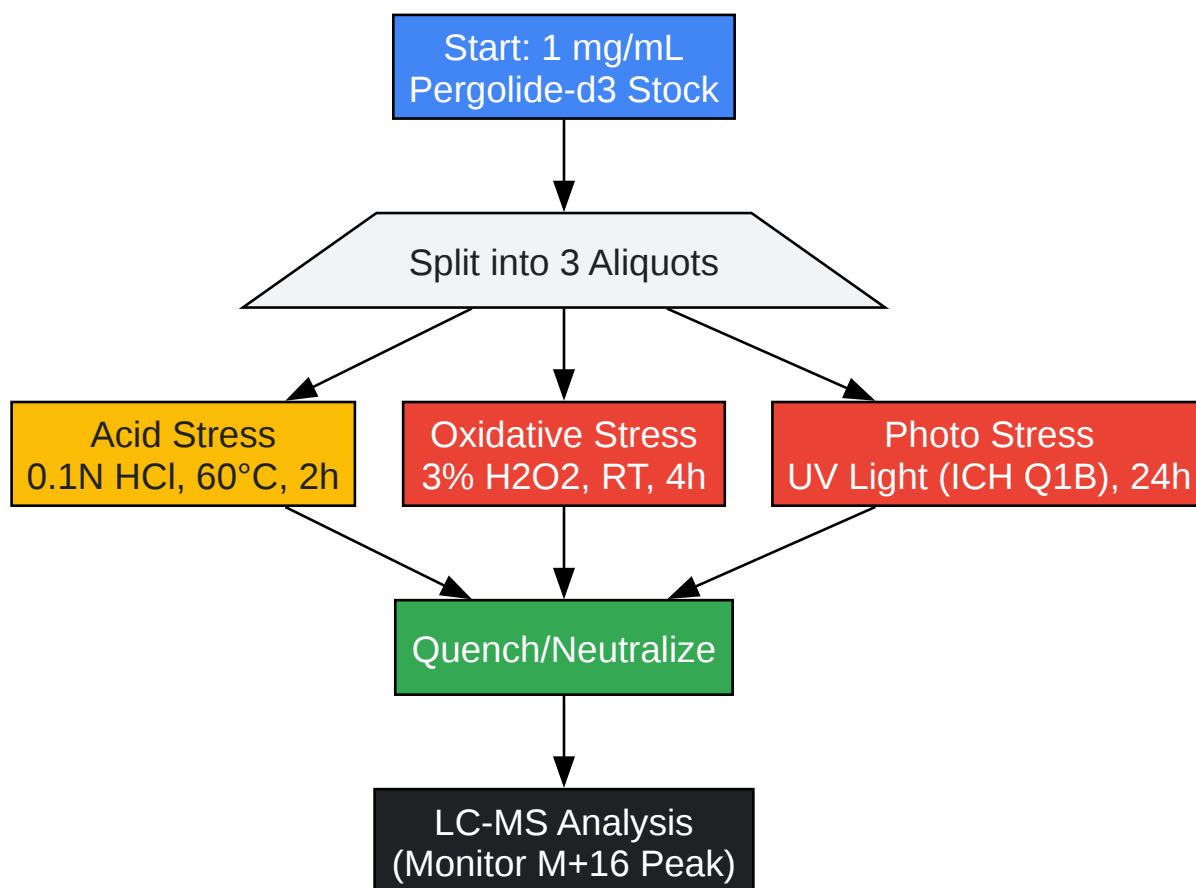 Start: 1 mg/mL
Pergolide-d3 Stock
Split into 3 Aliquots
Acid Stress
0.1N HCl, 60°C, 2h
Oxidative Stress
3% H2O2, RT, 4h
Photo Stress
UV Light (ICH Q1B), 24h
Quench/Neutralize
LC-MS Analysis
(Monitor M+16 Peak)